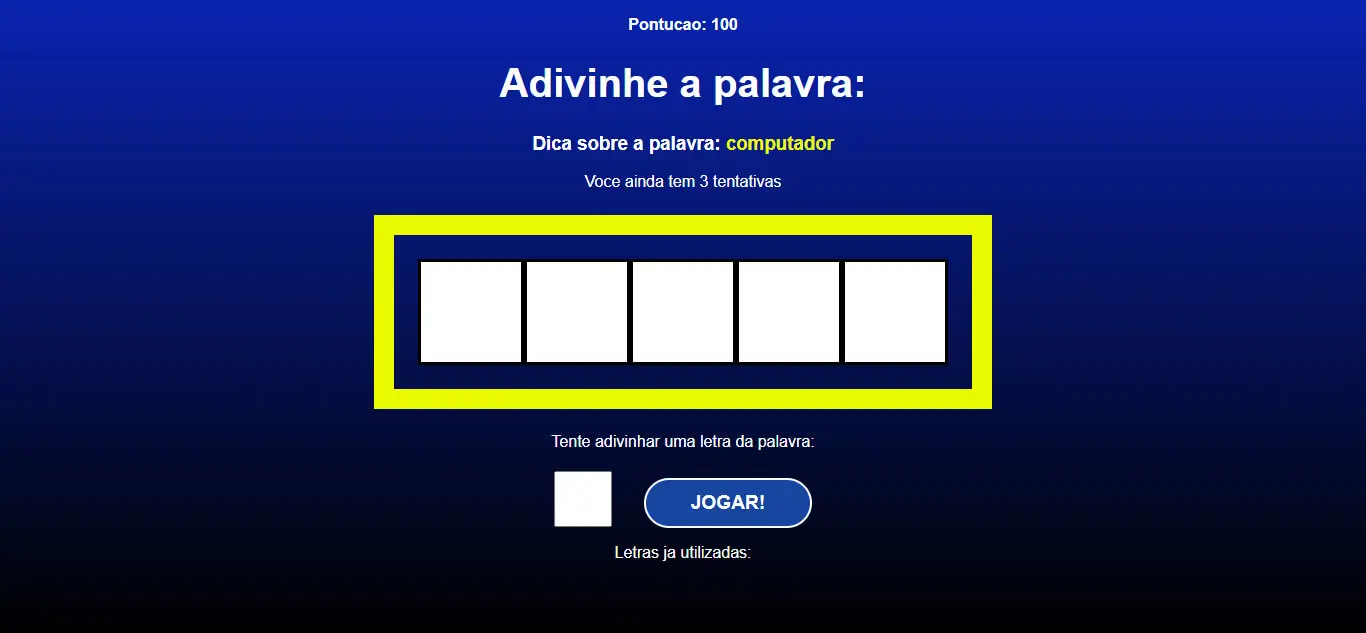 Pontucao: 100
Adivinhe a palavra:
Dica sobre a palavra: computador
Voce ainda tem 3 tentativas
Tente adivinhar uma letra da palavra:
JOGAR!
Letras ja utilizadas: